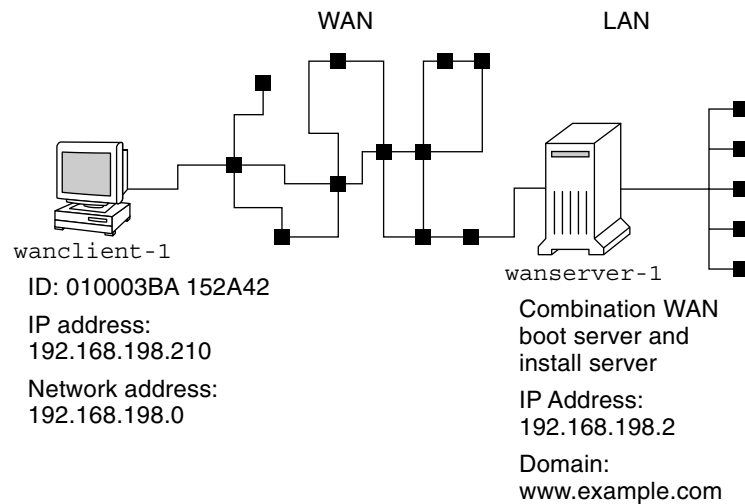 WAN
LAN
wanclient-1
ID: 010003BA 152A42
IP address:
192.168.198.210
Network address:
192.168.198.0
wanserver-1
Combination WAN
boot server and
install server
IP Address:
192.168.198.2
Domain:
www.example.com